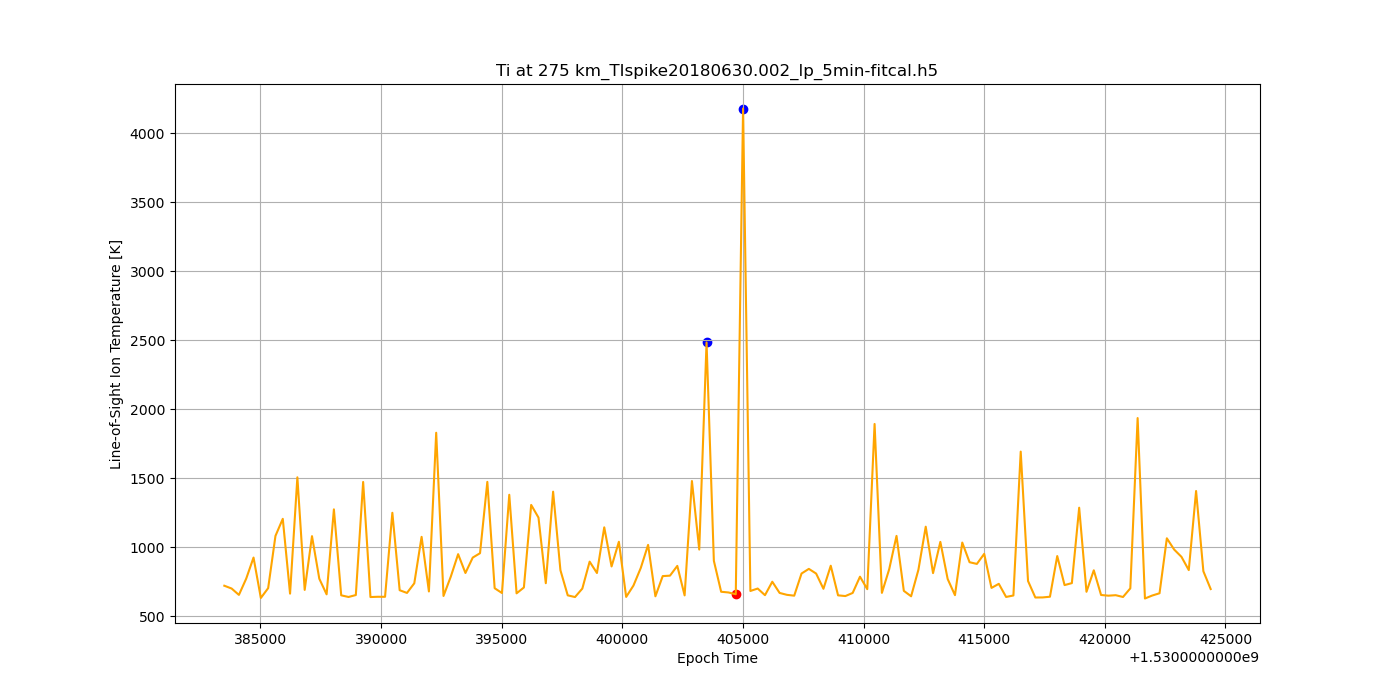 Ti at 275 km_TIspike20180630.002_lp_5min-fitcal.h5
Line-of-Sight Ion Temperature [K]
4000
3500
3000
2500
2000
1500
1000
500
385000 390000 395000 400000 405000 410000 415000 420000 425000
Epoch Time
+1.5300000000e9